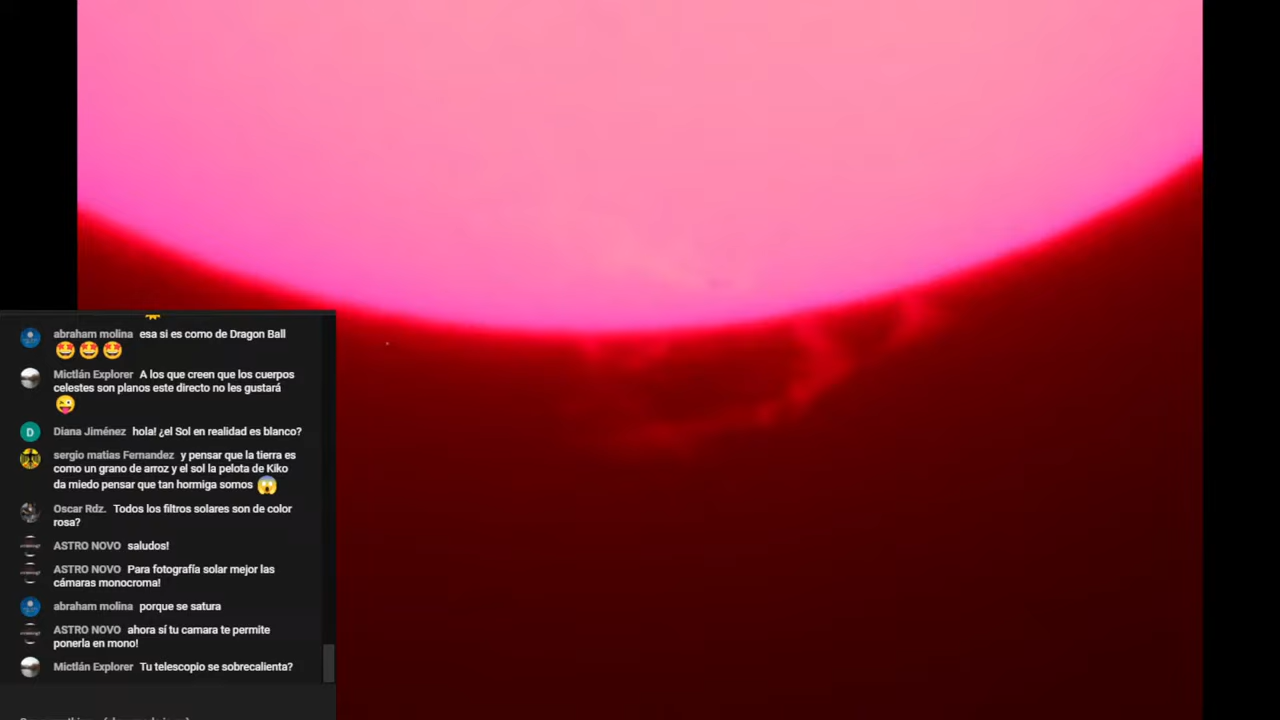 abraham molina esa si es como de Dragon Ball
Mictlán Explorer A los que creen que los cuerpos
celestes son planos este directo no les gustará
D
Diana Jiménez hola! ¿el Sol en realidad es blanco?
sergio matias Fernandez y pensar que la tierra es
como un grano de arroz y el sol la pelota de Kiko
da miedo pensar que tan hormiga somos
Oscar Rdz. Todos los filtros solares son de color
rosa?
ASTRO NOVO saludos!
ASTRO NOVO Para fotografía solar mejor las
cámaras monocroma!
abraham molina porque se satura
ASTRO NOVO ahora sí tu camara te permite
ponerla en mono!
Mictlán Explorer Tu telescopio se sobrecalienta?